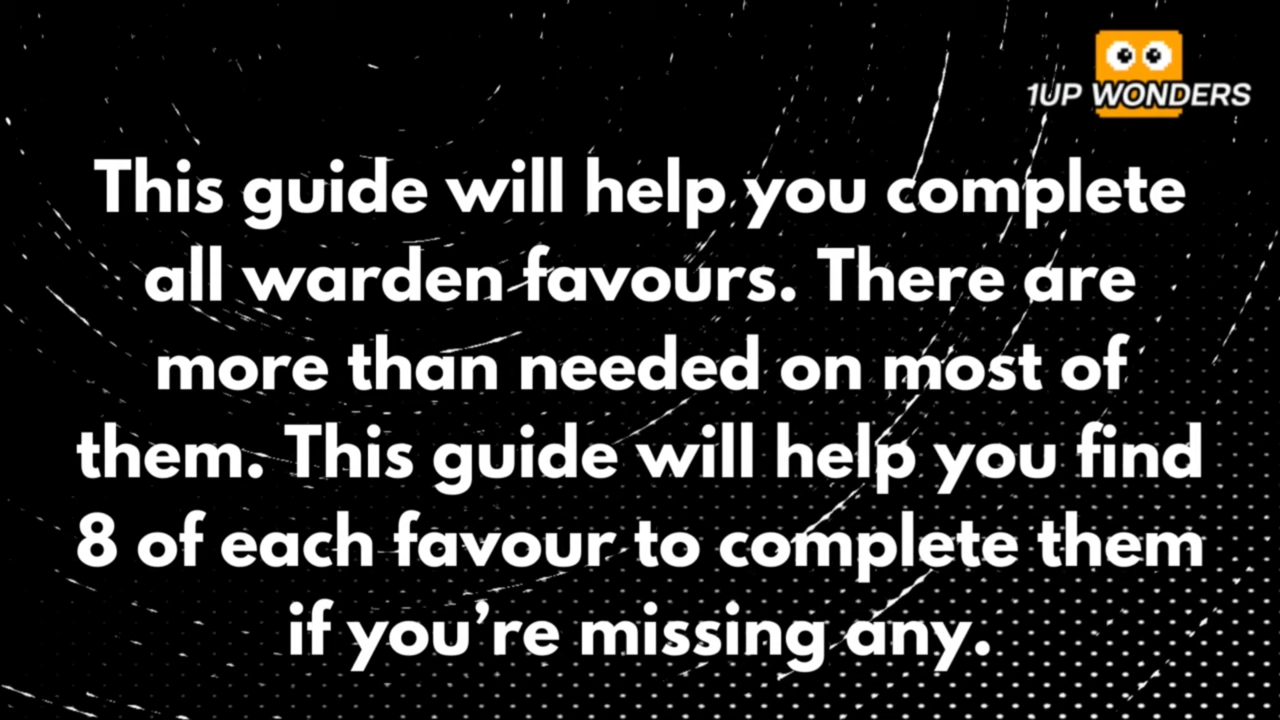 1UP WONDERS
This guide will help you complete
all warden favours. There are
more than needed on most of
them. This guide will help you find
8 of each favour to complete them
if you’re missing any.